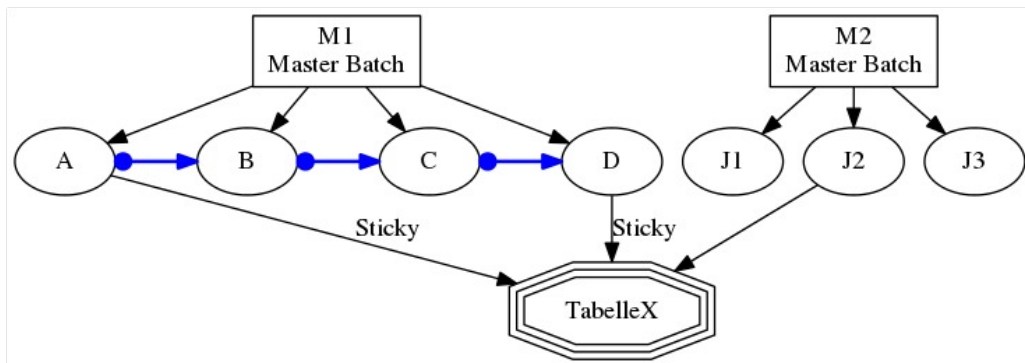 M1
Master Batch
M2
Master Batch
A
B
C
D
J1
J2
J3
Sticky
Sticky
TabelleX